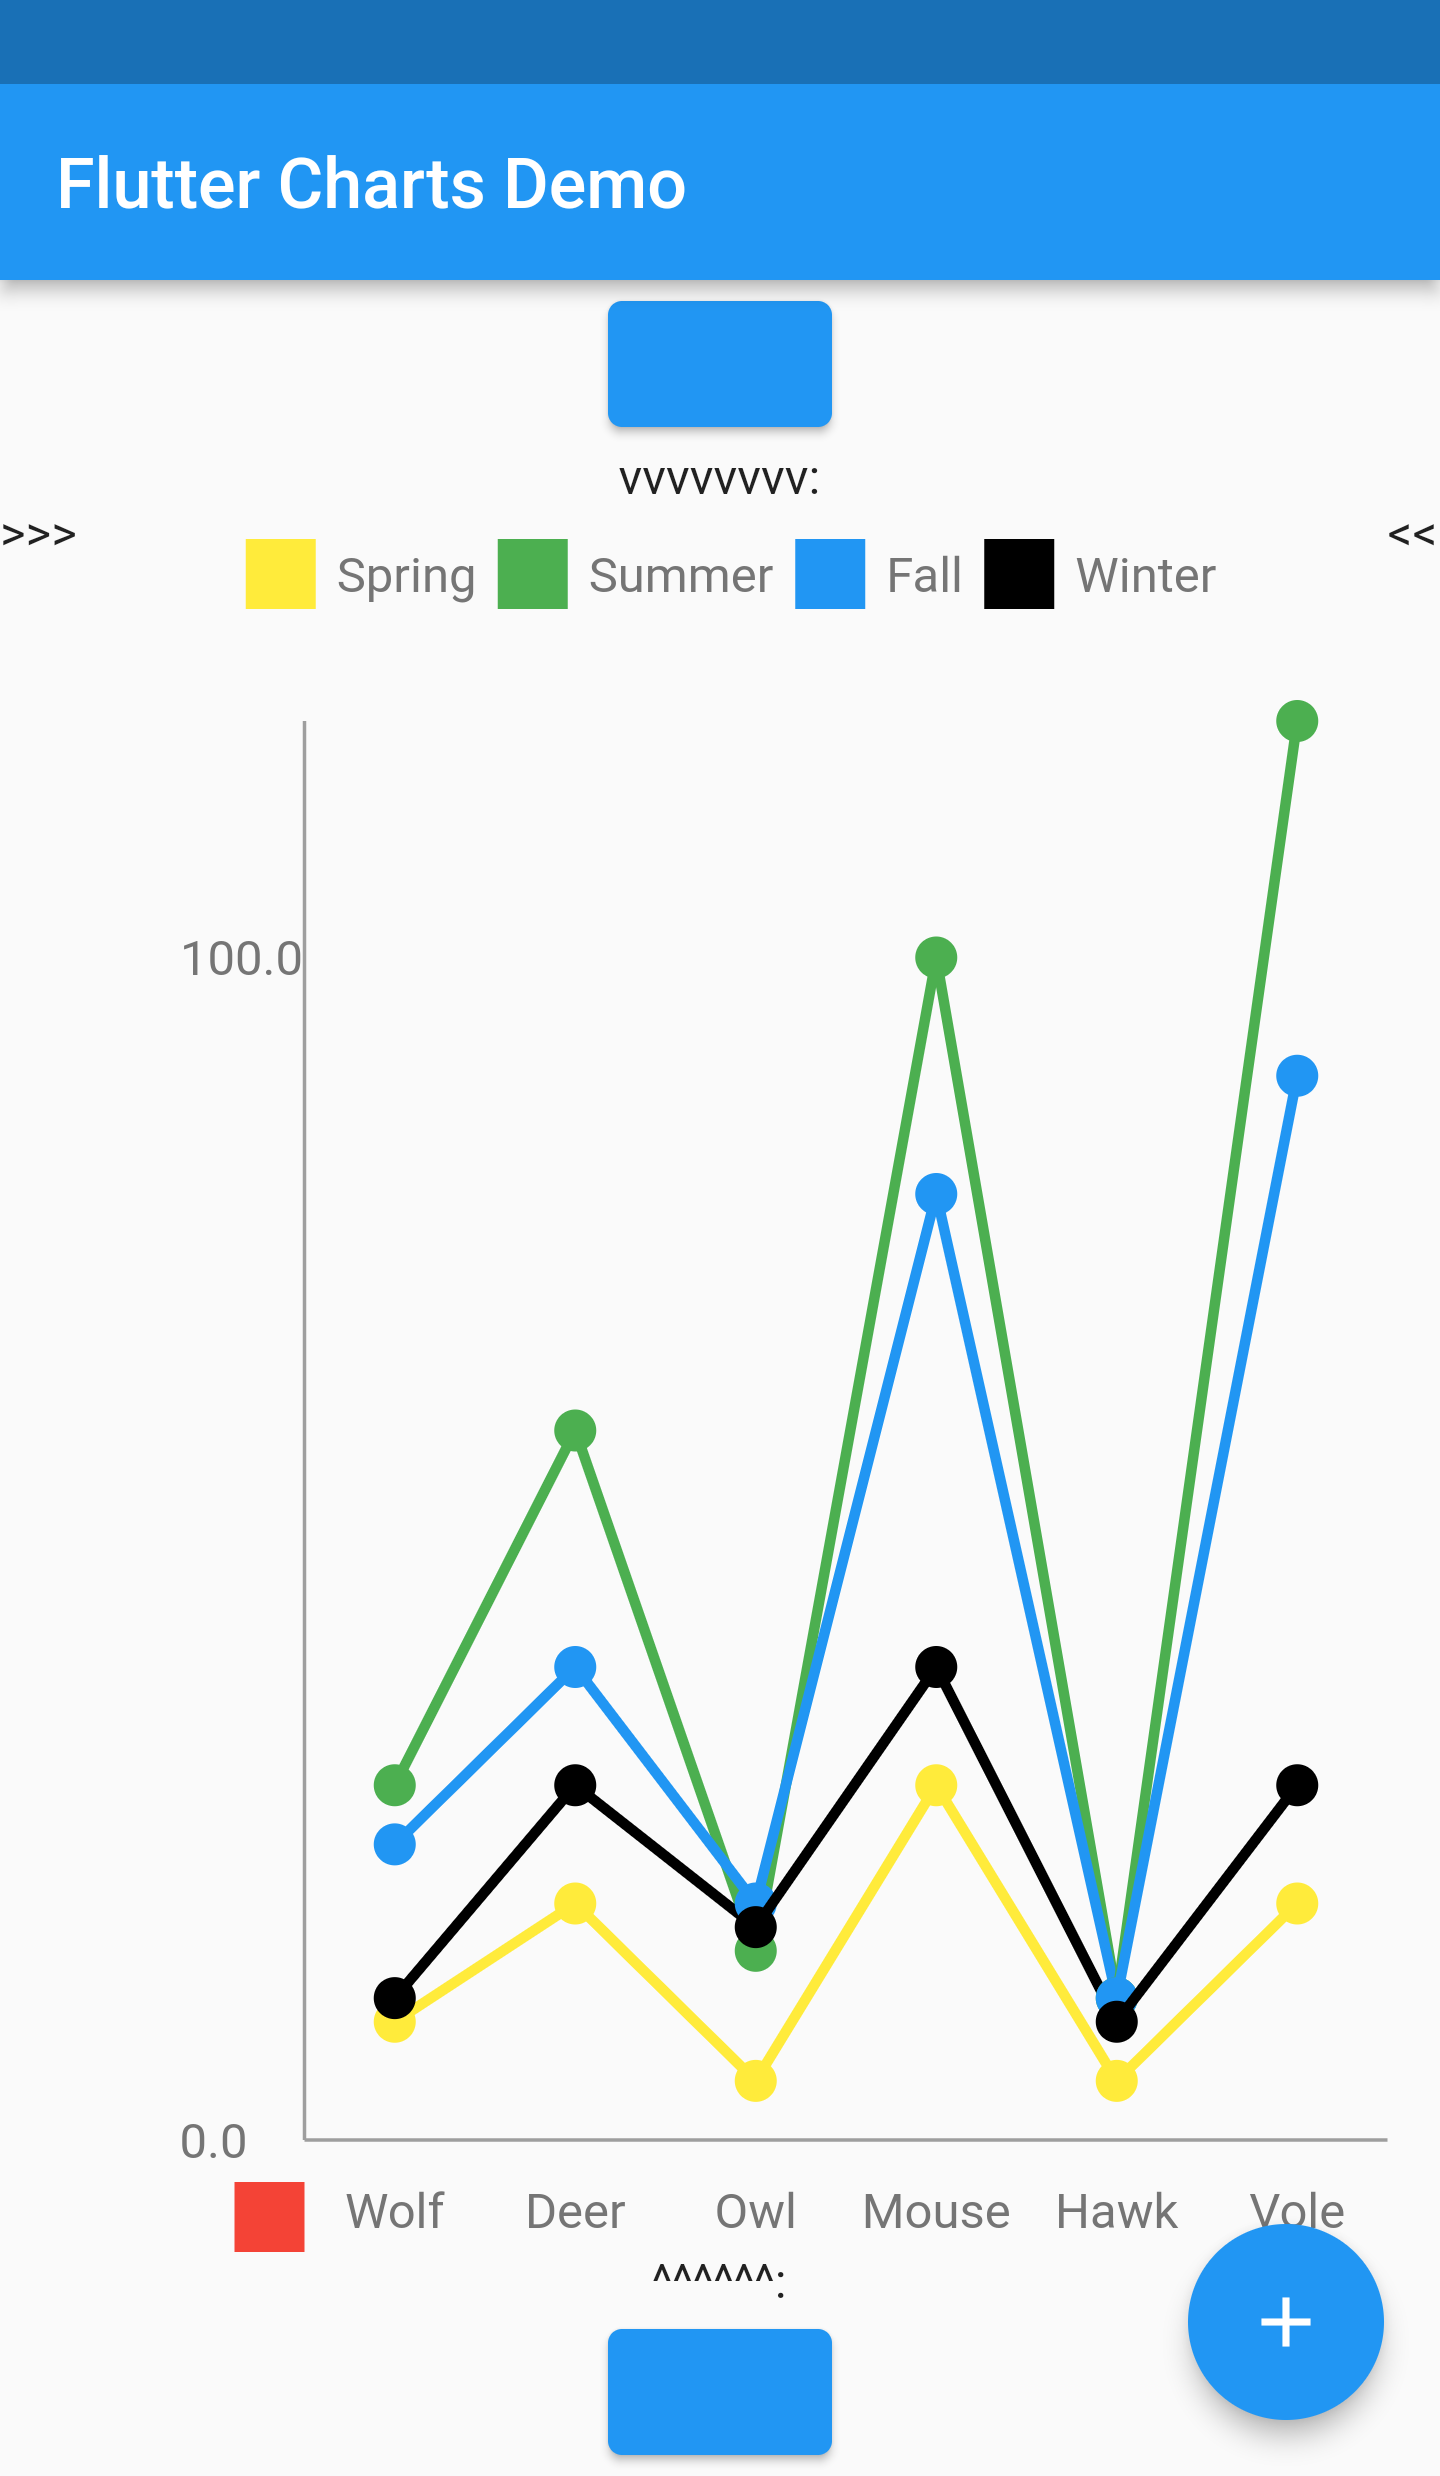 Flutter Charts Demo
vvvvvvvv:
>>> <<
Spring Summer Fall Winter
100.0
0.0
Wolf Deer Owl Mouse Hawk Vole
^^^^^^:
+